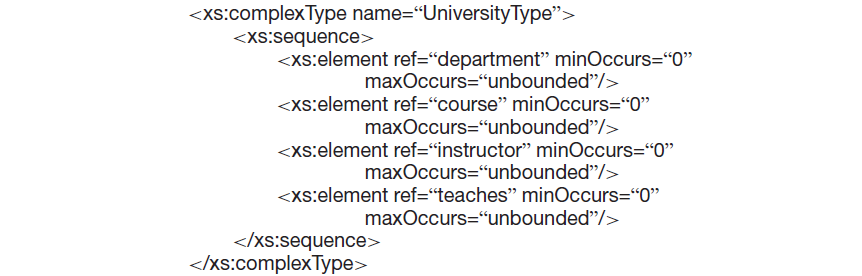 <xs:complexType name=“UniversityType”>
<xs:sequence>
<xs:element ref=“department” minOccurs=“0”
maxOccurs=“unbounded”/>
<xs:element ref=“course” minOccurs=“0”
maxOccurs=“unbounded”/>
<xs:element ref=“instructor” minOccurs=“0”
maxOccurs=“unbounded”/>
<xs:element ref=“teaches” minOccurs=“0”
maxOccurs=“unbounded”/>
</xs:sequence>
</xs:complexType>